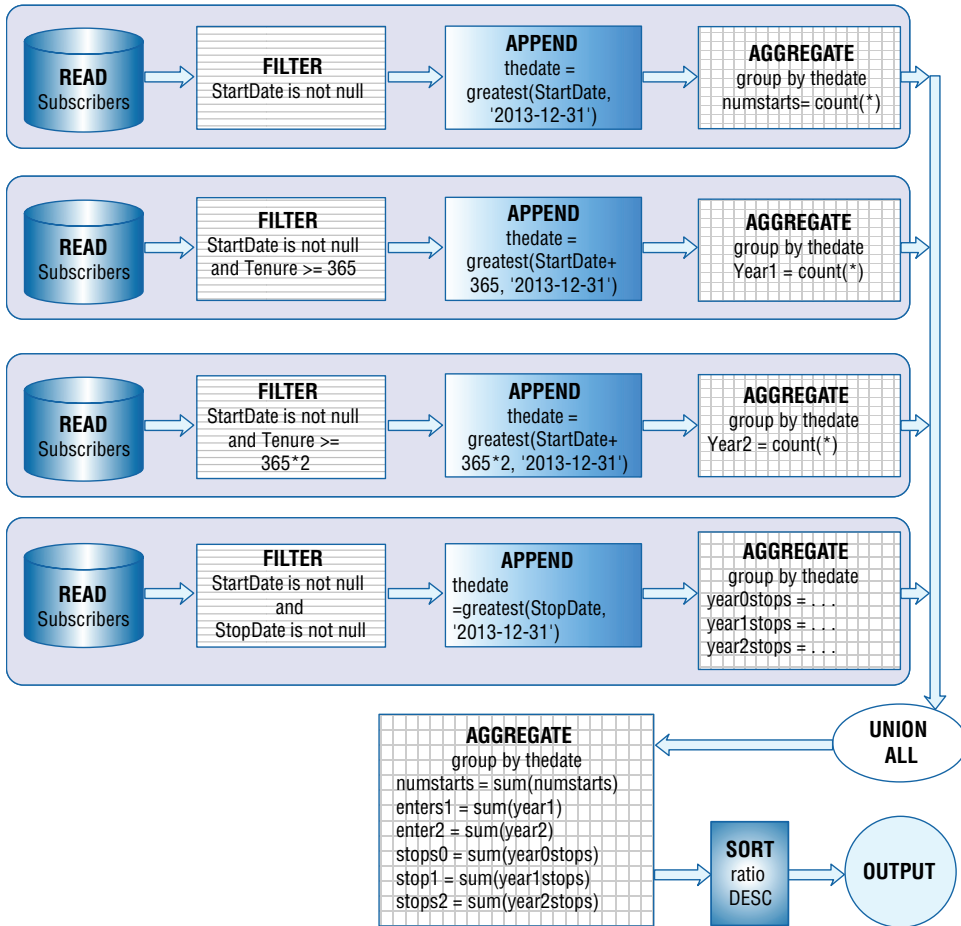 READ
Subscribers
FILTER
StartDate is not null
APPEND
thedate =
greatest(StartDate,
'2013-12-31')
AGGREGATE
group by thedate
numstarts= count(*)
READ
Subscribers
FILTER
StartDate is not null
and Tenure >= 365
APPEND
thedate =
greatest(StartDate+
365, '2013-12-31')
AGGREGATE
group by thedate
Year1 = count(*)
READ
Subscribers
FILTER
StartDate is not null
and Tenure >=
365*2
APPEND
thedate =
greatest(StartDate+
365*2, '2013-12-31')
AGGREGATE
group by thedate
Year2 = count(*)
READ
Subscribers
FILTER
StartDate is not null
and
StopDate is not null
APPEND
thedate
=greatest(StopDate,
'2013-12-31')
AGGREGATE
group by thedate
year0stops = . . .
year1stops = . . .
year2stops = . . .
UNION
ALL
AGGREGATE
group by thedate
numstarts = sum(numstarts)
enters1 = sum(year1)
enter2 = sum(year2)
stops0 = sum(year0stops)
stop1 = sum(year1stops)
stops2 = sum(year2stops)
SORT
ratio
DESC
OUTPUT